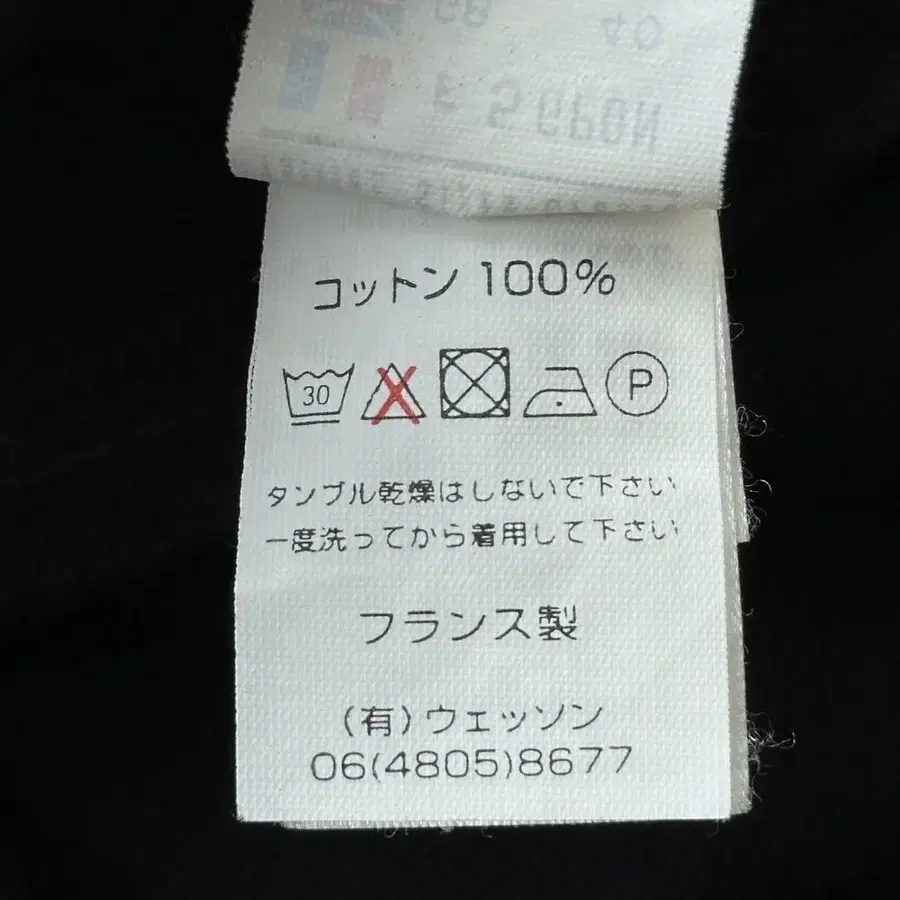 コットン 100%
30 P
タンブル乾燥はしないで下さい
一度洗ってから着用して下さい
フランス製
(有)ウェッソン
06(4805)8677